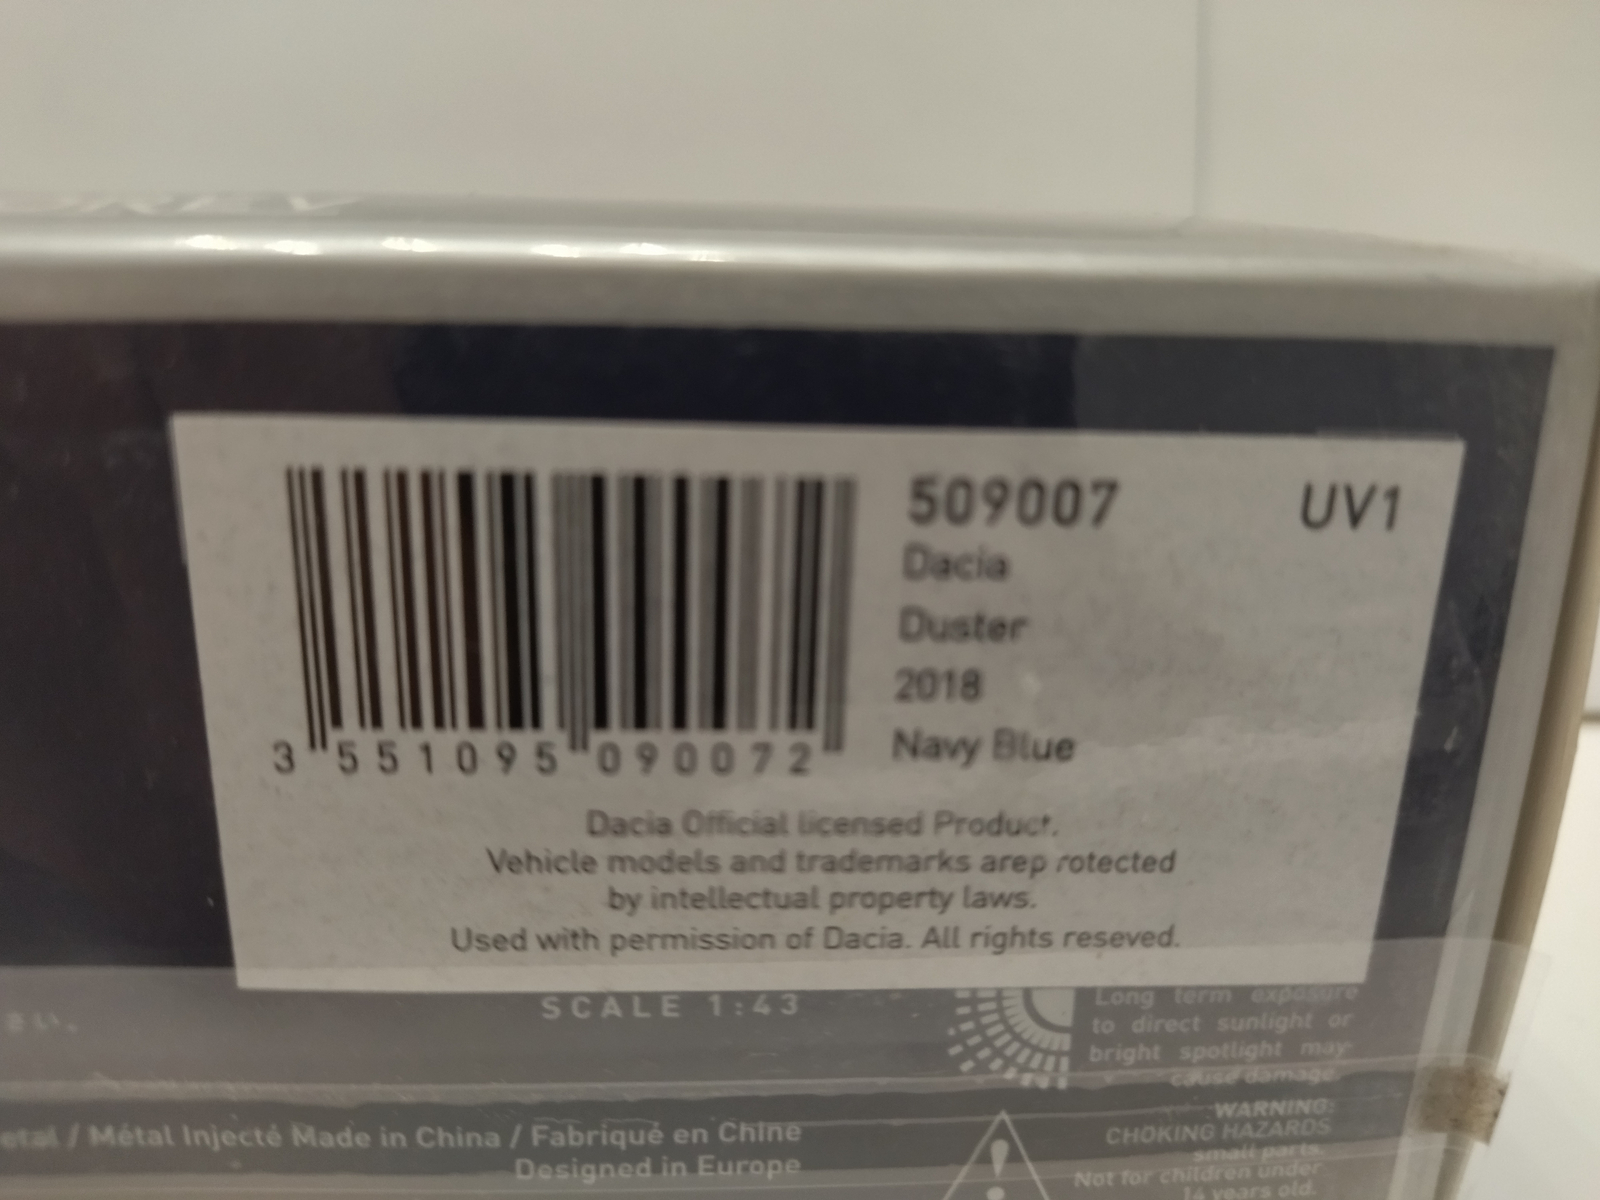 509007 UV1
Dacia
Duster
2018
Navy Blue
3 551095 090072
Dacia Official licensed Product.
Vehicle models and trademarks arep rotected
by intellectual property laws.
Used with permission of Dacia. All rights reseved.
SCALE 1:43
Long term exposure
to direct sunlight or
bright spotlight may
cause damage.
/ Métal Injecté Made in China / Fabriqué en Chine
Designed in Europe
WARNING:
CHOKING HAZARDS
small parts.
Not for children under
14 years old.